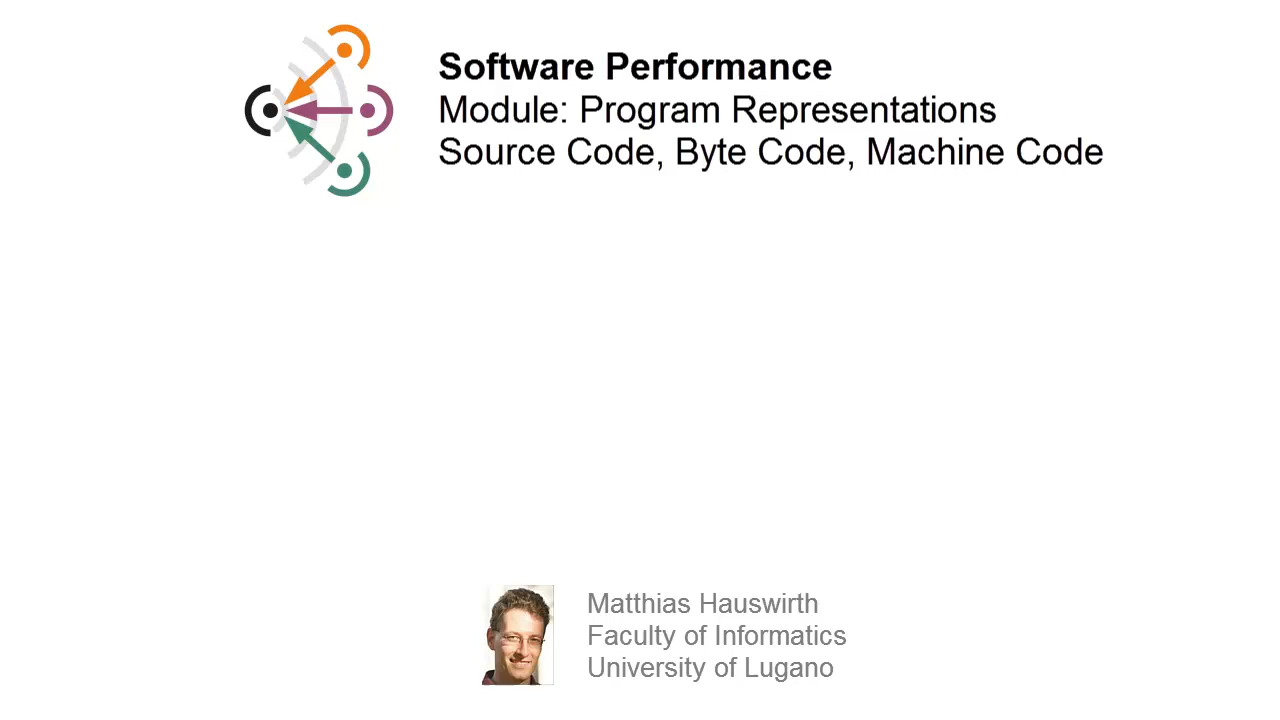 Software Performance
Module: Program Representations
Source Code, Byte Code, Machine Code
Matthias Hauswirth
Faculty of Informatics
University of Lugano